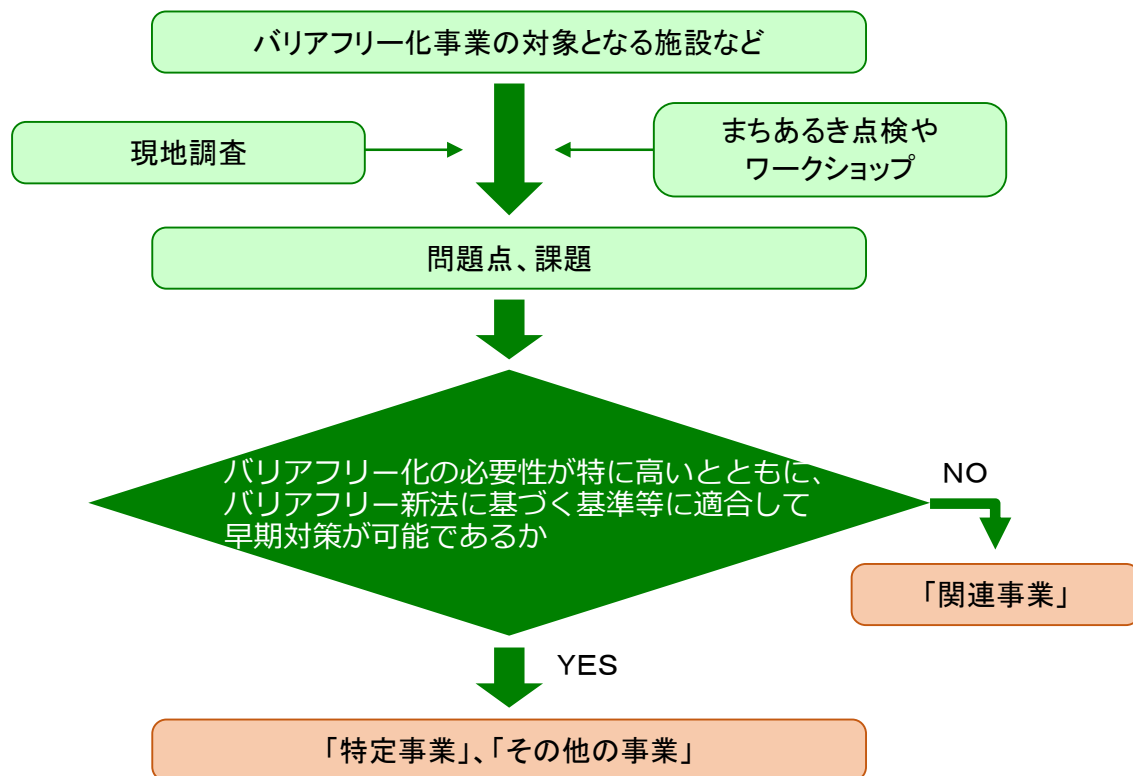 バリアフリー化事業の対象となる施設など
現地調査
まちあるき点検や
ワークショップ
問題点、課題
バリアフリー化の必要性が特に高いとともに、
バリアフリー新法に基づく基準等に適合して
早期対策が可能であるか
NO
「関連事業」
YES
「特定事業」、「その他の事業」